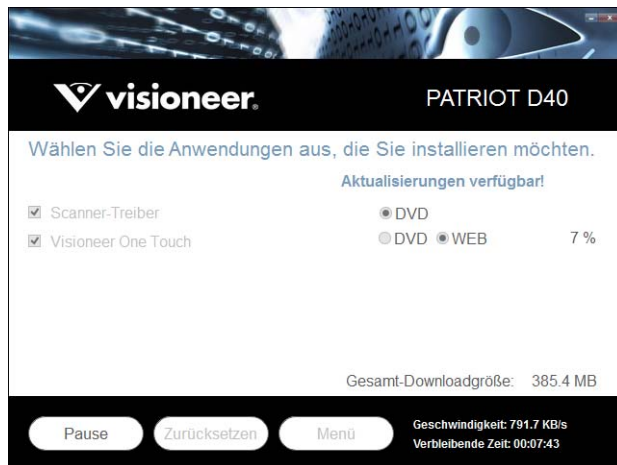 visioneer®
PATRIOT D40
Wählen Sie die Anwendungen aus, die Sie installieren möchten.
Aktualisierungen verfügbar!
Scanner-Treiber DVD
Visioneer One Touch DVD WEB 7 %
Gesamt-Downloadgröße: 385.4 MB
Pause Zurücksetzen Menü
Geschwindigkeit: 791.7 KB/s
Verbleibende Zeit: 00:07:43